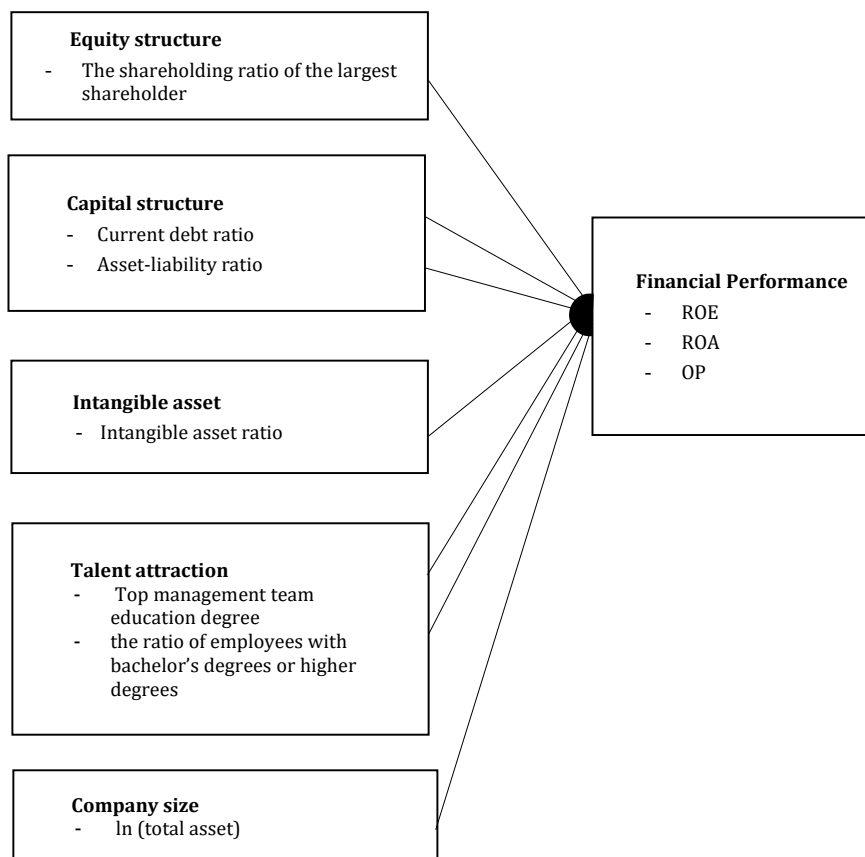 Equity structure
- The shareholding ratio of the largest
shareholder
Capital structure
- Current debt ratio
- Asset-liability ratio
Financial Performance
- ROE
- ROA
- OP
Intangible asset
- Intangible asset ratio
Talent attraction
- Top management team
education degree
- the ratio of employees with
bachelor’s degrees or higher
degrees
Company size
- ln (total asset)